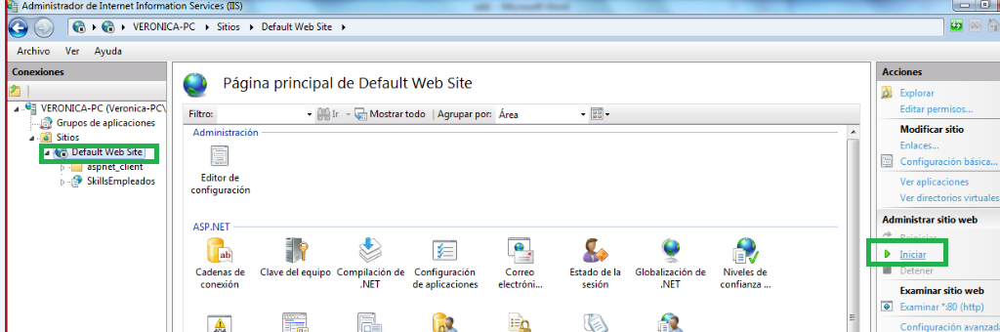 Administrador de Internet Information Services (IIS)
VERONICA-PC
Sitios
Default Web Site
Archivo Ver Ayuda
Conexiones
VERONICA-PC (Veronica-PC\
Grupos de aplicaciones
Sitios
Default Web Site
aspnet_client
SkillsEmpleados
Página principal de Default Web Site
Filtro: Ir Mostrar todo Agrupar por: Área
Administración
Editor de
configuración
ASP.NET
Cadenas de
conexión
Clave del equipo
Compilación de
.NET
Configuración
de aplicaciones
Correo
electróni...
Estado de la
sesión
Globalización de
.NET
Niveles de
confianza ...
404
Acciones
Explorar
Editar permisos...
Modificar sitio
Enlaces...
Configuración básica...
Ver aplicaciones
Ver directorios virtuales
Administrar sitio web
Reiniciar
Iniciar
Detener
Examinar sitio web
Examinar *:80 (http)
Configuración avanzada